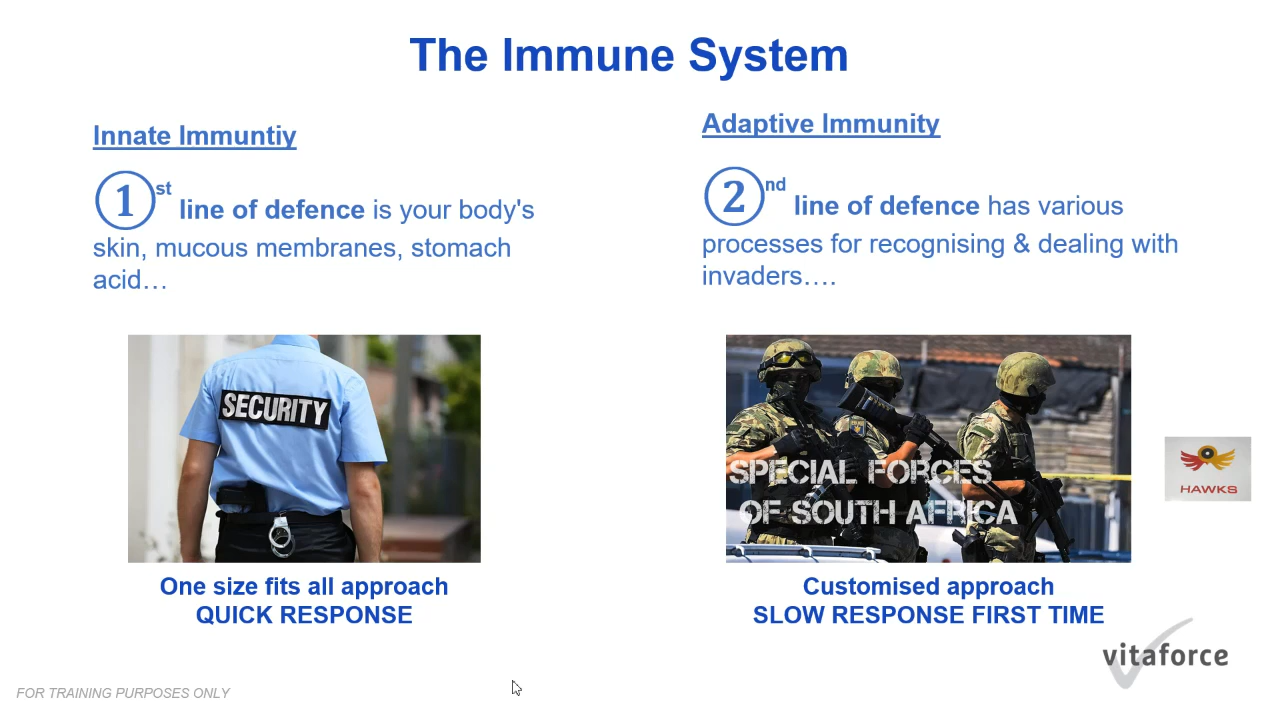 The Immune System
Innate Immuntiy
1st line of defence is your body's
skin, mucous membranes, stomach
acid…
Adaptive Immunity
2nd line of defence has various
processes for recognising & dealing with
invaders….
SECURITY
SPECIAL FORCES
OF SOUTH AFRICA
HAWKS
One size fits all approach
QUICK RESPONSE
Customised approach
SLOW RESPONSE FIRST TIME
vitaforce
FOR TRAINING PURPOSES ONLY